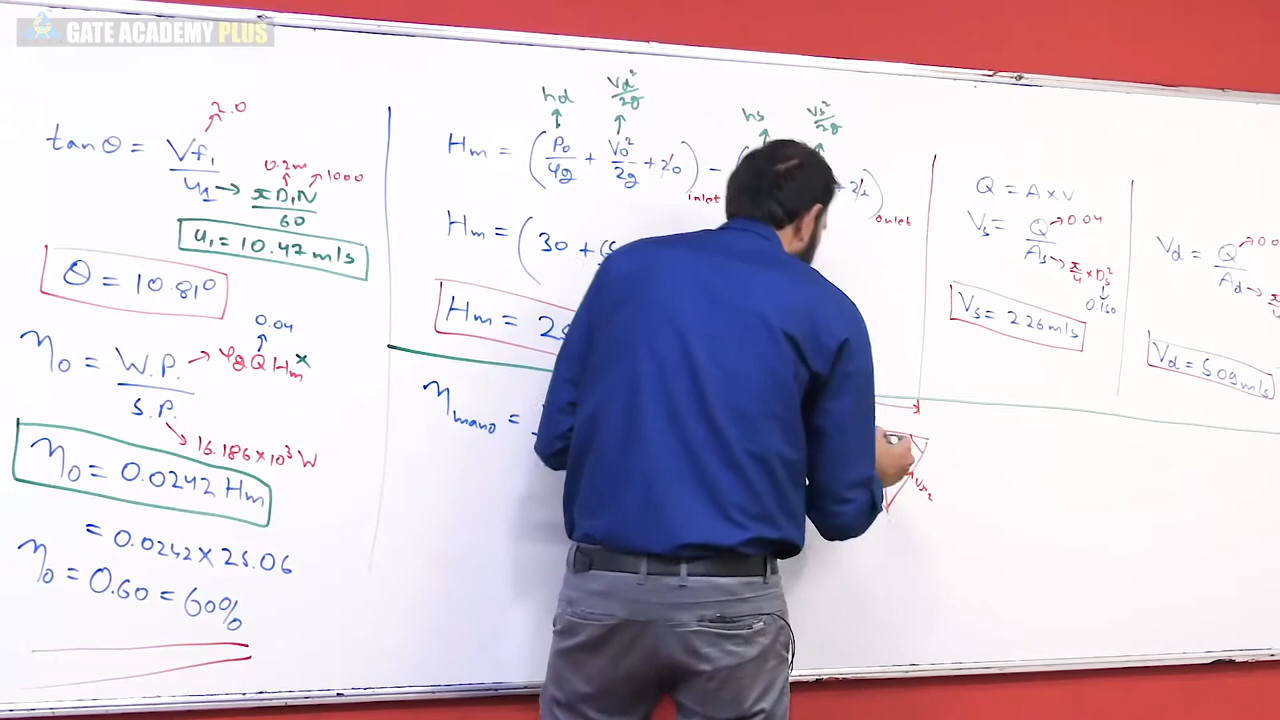 GATE ACADEMY PLUS
2.0
tan θ = Vf1 / u1 → πD1N / 60
0.2m
1000
u1 = 10.47 m/s
θ = 10.81°
0.04
η0 = W.P. / S.P. → ϱgQHm ×
16.186×10³ W
η0 = 0.0242 Hm
= 0.0242 × 25.06
η0 = 0.60 = 60%
hd
Vd²/2g
hs
Vs²/2g
Hm = (P0/ϱg + V0²/2g + Z0) inlet - (
) outlet
Hm = (30 +
Hm = 25
ηmano =
Vr2
Q = A×V
Vs = Q / As → π/4 × Ds²
0.04
0.150
Vs = 2.26 m/s
Vd = Q / Ad →
Vd = 5.09 m/s